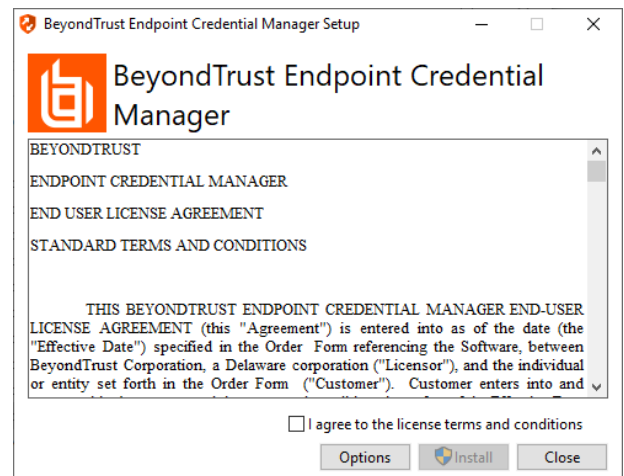 BeyondTrust Endpoint Credential Manager Setup
BeyondTrust Endpoint Credential
Manager
BEYONDTRUST
ENDPOINT CREDENTIAL MANAGER
END USER LICENSE AGREEMENT
STANDARD TERMS AND CONDITIONS
THIS BEYONDTRUST ENDPOINT CREDENTIAL MANAGER END-USER
LICENSE AGREEMENT (this "Agreement") is entered into as of the date (the
"Effective Date") specified in the Order Form referencing the Software, between
BeyondTrust Corporation, a Delaware corporation ("Licensor"), and the individual
or entity set forth in the Order Form ("Customer"). Customer enters into and
I agree to the license terms and conditions
Options Install Close